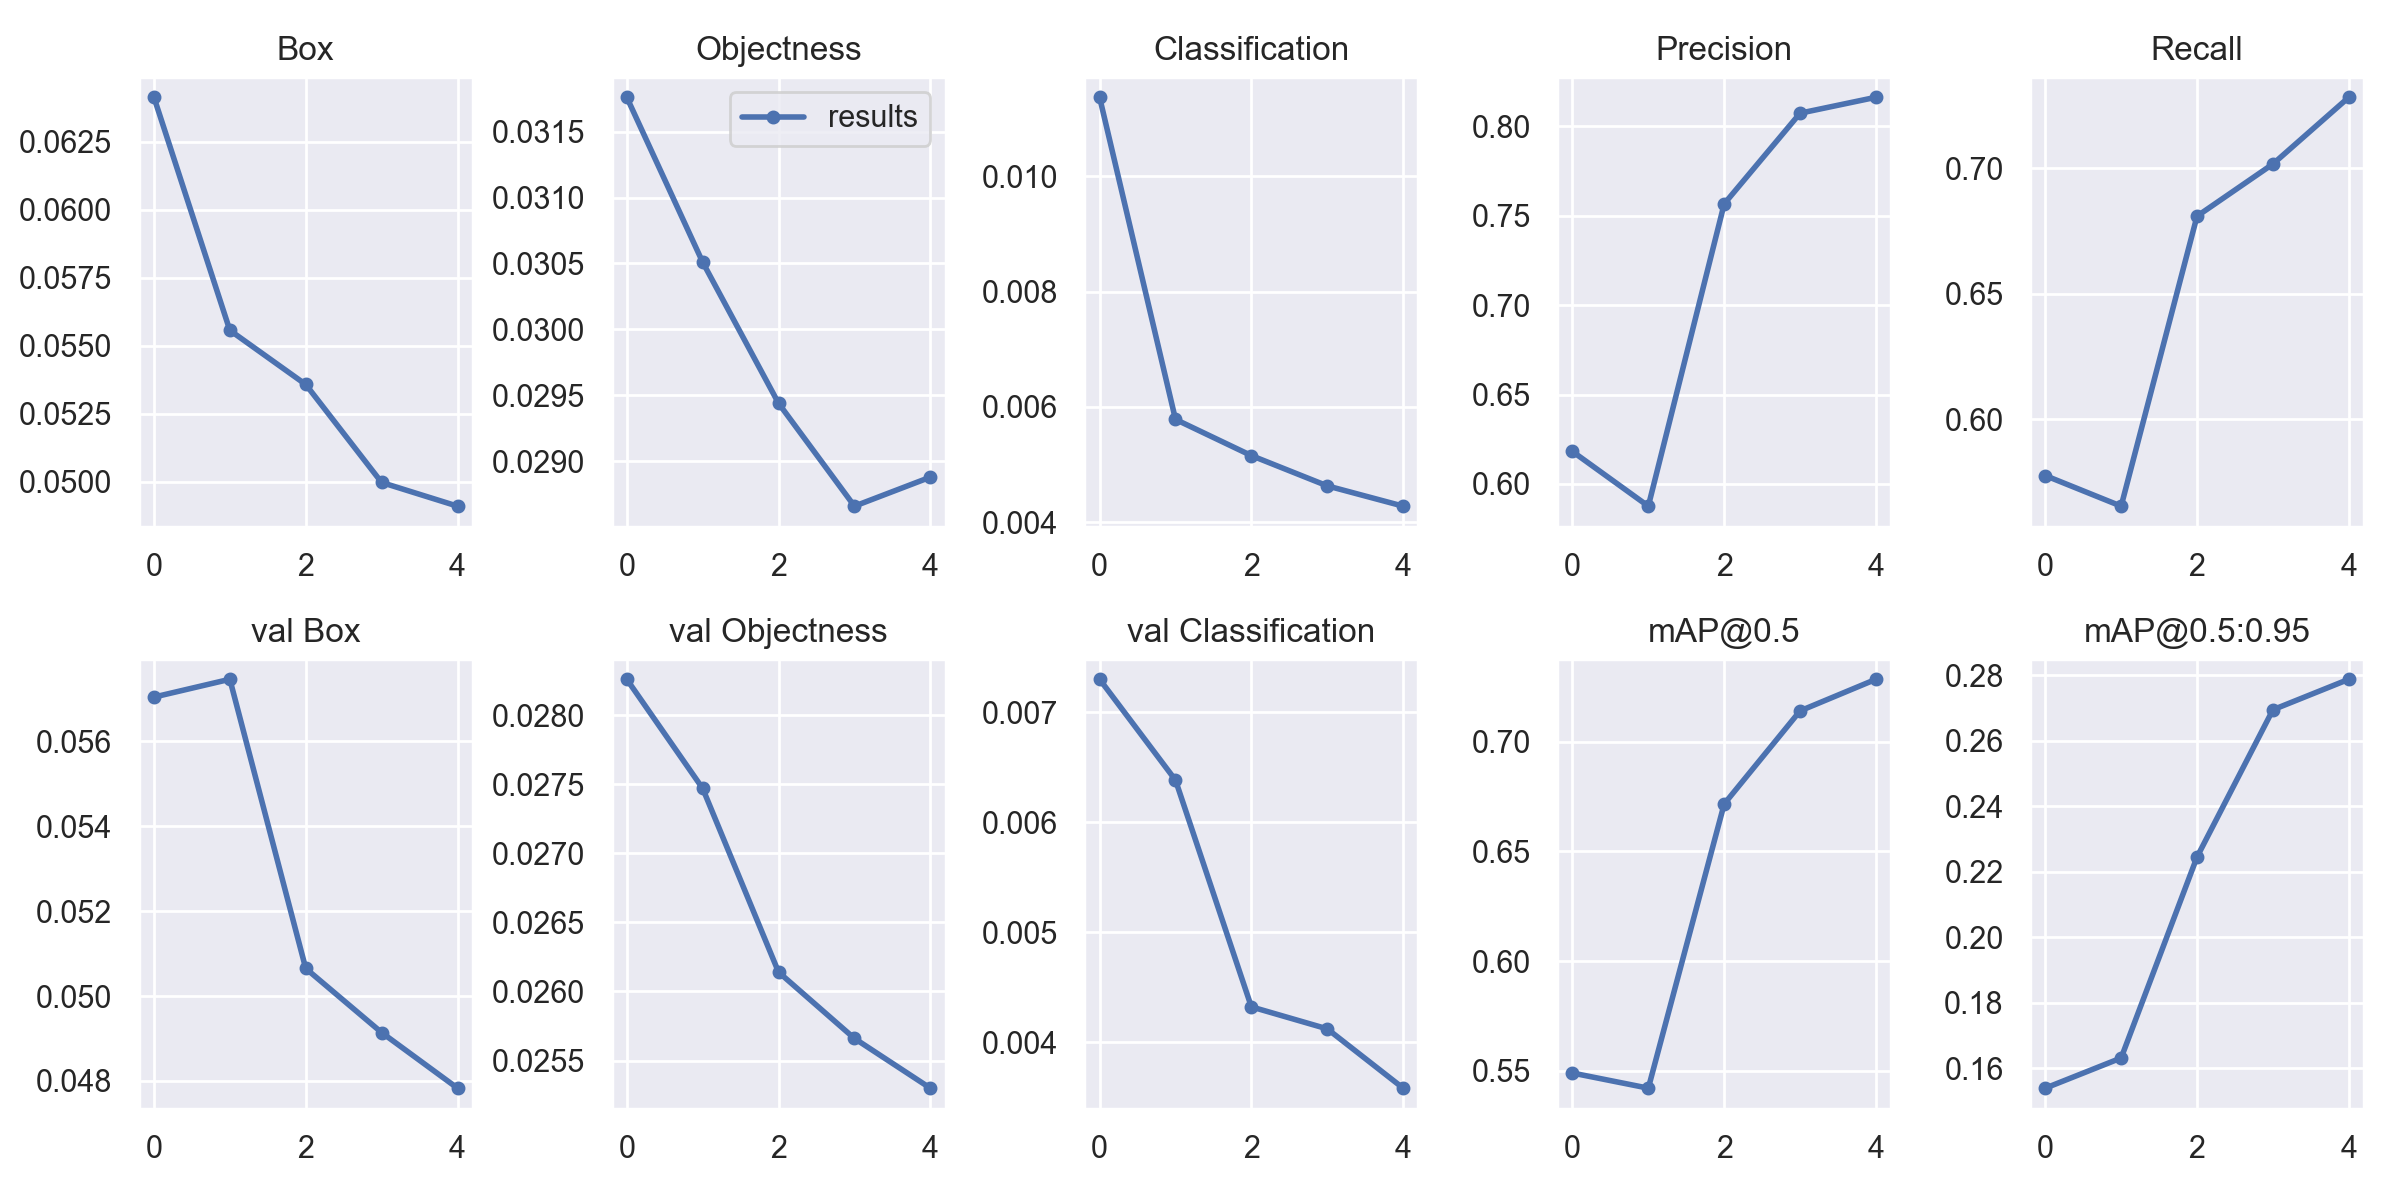 Box
0.0625
0.0600
0.0575
0.0550
0.0525
0.0500
0 2 4
Objectness
results
0.0315
0.0310
0.0305
0.0300
0.0295
0.0290
0 2 4
Classification
0.010
0.008
0.006
0.004
0 2 4
Precision
0.80
0.75
0.70
0.65
0.60
0 2 4
Recall
0.70
0.65
0.60
0 2 4
val Box
0.056
0.054
0.052
0.050
0.048
0 2 4
val Objectness
0.0280
0.0275
0.0270
0.0265
0.0260
0.0255
0 2 4
val Classification
0.007
0.006
0.005
0.004
0 2 4
mAP@0.5
0.70
0.65
0.60
0.55
0 2 4
mAP@0.5:0.95
0.28
0.26
0.24
0.22
0.20
0.18
0.16
0 2 4